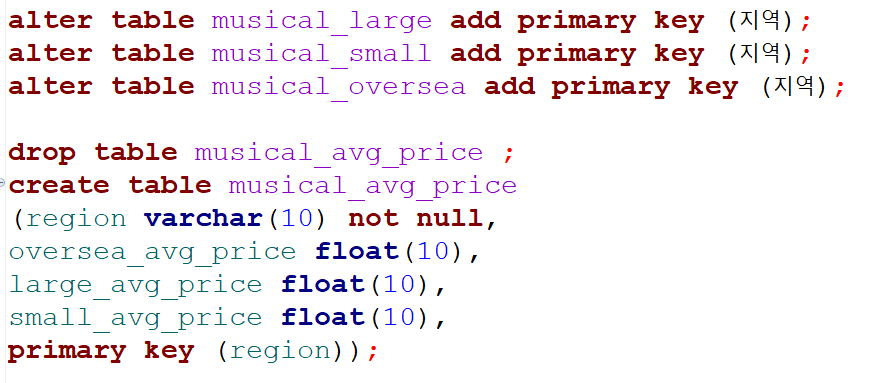 alter table musical_large add primary key (지역);
alter table musical_small add primary key (지역);
alter table musical_oversea add primary key (지역);
drop table musical_avg_price ;
create table musical_avg_price
(region varchar(10) not null,
oversea_avg_price float(10),
large_avg_price float(10),
small_avg_price float(10),
primary key (region));